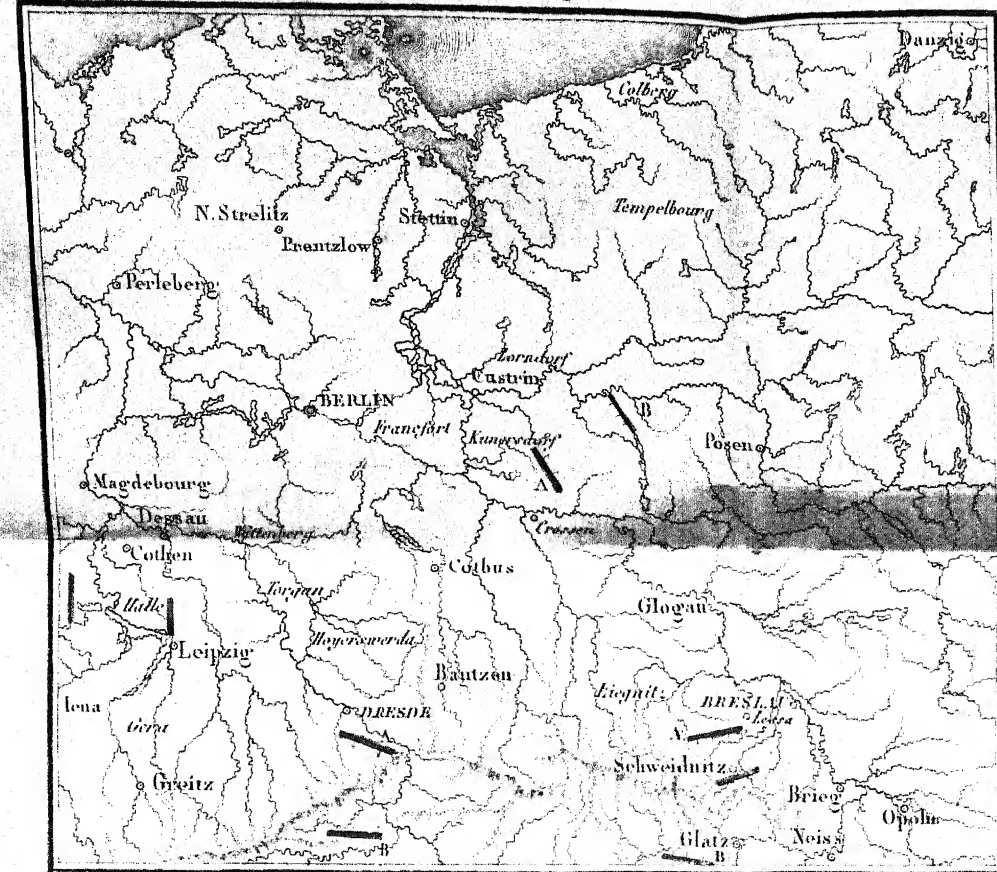 Danzig
Colberg
N. Strelitz
Tempelbourg
Stettin
Prentzlow
Perleberg
Zorndorf
Custrin
BERLIN
B
Francfort
Kunersdorf
Posen
A
Magdebourg
Dessau
Crossen
Wittenberg
Cothen
Cotbus
Torgau
Halle
Glogau
Hoyerswerda
Leipzig
Bautzen
Liegnitz
BRESLAU
Iena
Lessa
DRESDE
Gera
A
A
Schweidnitz
Greitz
Brieg
Opolin
B
Glatz
Neiss
B